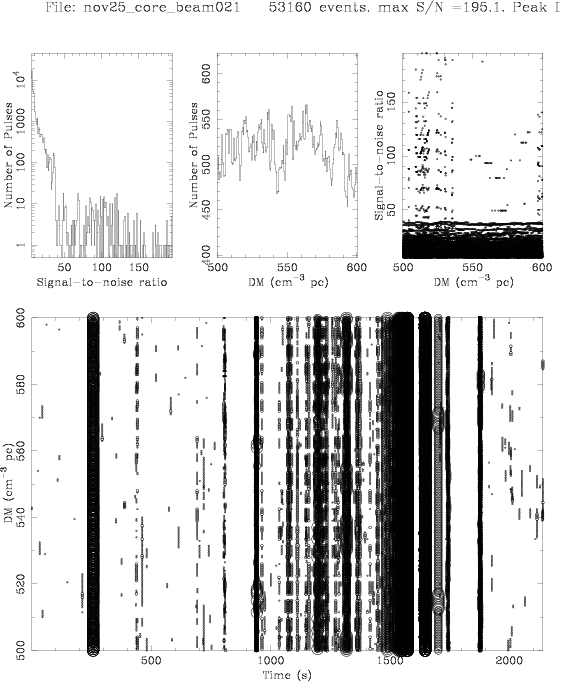 File: nov25_core_beam021 53160 events. max S/N =195.1. Peak
Number of Pulses
10⁴
1000
100
10
1
50 100 150
Signal-to-noise ratio
Number of Pulses
600
550
500
450
400
500 550 600
DM (cm⁻³ pc)
Signal-to-noise ratio
150
100
50
500 550 600
DM (cm⁻³ pc)
DM (cm⁻³ pc)
600
580
560
540
520
500
500 1000 1500 2000
Time (s)